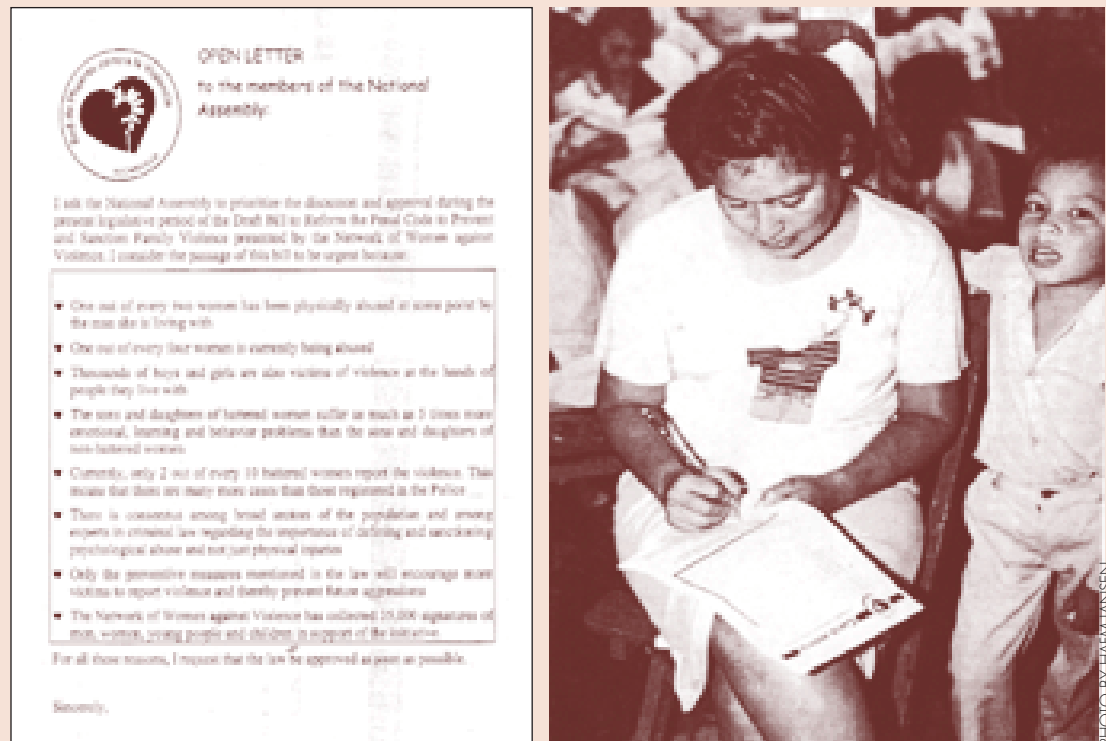 OPEN LETTER
to the members of the National
Assembly:
I ask the National Assembly to prioritize the discussion and approval during the
present legislative period of the Draft Bill to Reform the Penal Code to Prevent
and Sanction Family Violence presented by the Network of Women against
Violence. I consider the passage of this bill to be urgent because:
♥ One out of every two women has been physically abused at some point by
the man she is living with
♥ One out of every four women is currently being abused
♥ Thousands of boys and girls are also victims of violence at the hands of
people they live with
♥ The sons and daughters of battered women suffer as much as 5 times more
emotional, learning and behavior problems than the sons and daughters of
non-battered women
♥ Currently, only 2 out of every 10 battered women report the violence. This
means that there are many more cases than those registered in the Police
♥ There is consensus among broad sectors of the population and among
experts in criminal law regarding the importance of defining and sanctioning
psychological abuse and not just physical injuries
♥ Only the preventive measures mentioned in the law will encourage more
victims to report violence and thereby prevent future aggressions
♥ The Network of Women against Violence has collected signatures of
men, women, young people and children in support of the initiative
For all these reasons, I request that the law be approved as soon as possible.
Sincerely,
PHOTO BY HAFM JANSEN